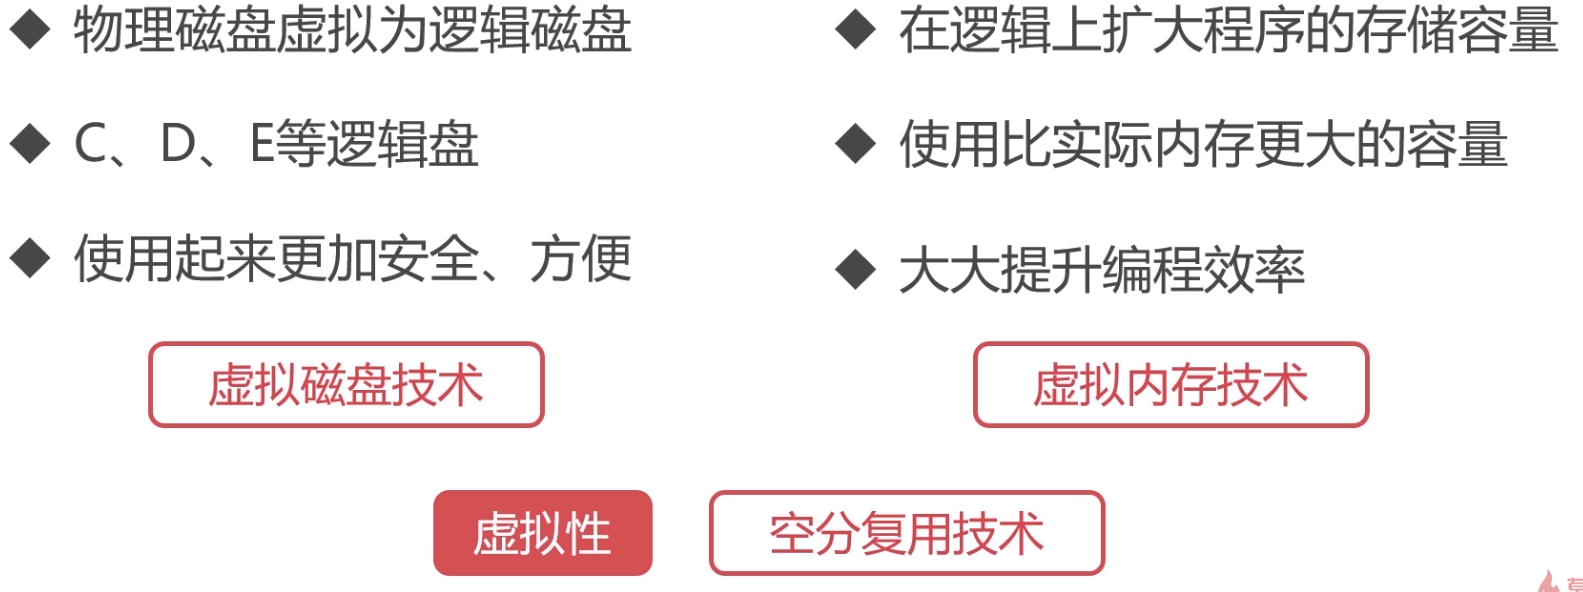 物理磁盘虚拟为逻辑磁盘
C、D、E等逻辑盘
使用起来更加安全、方便
虚拟磁盘技术
在逻辑上扩大程序的存储容量
使用比实际内存更大的容量
大大提升编程效率
虚拟内存技术
虚拟性
空分复用技术